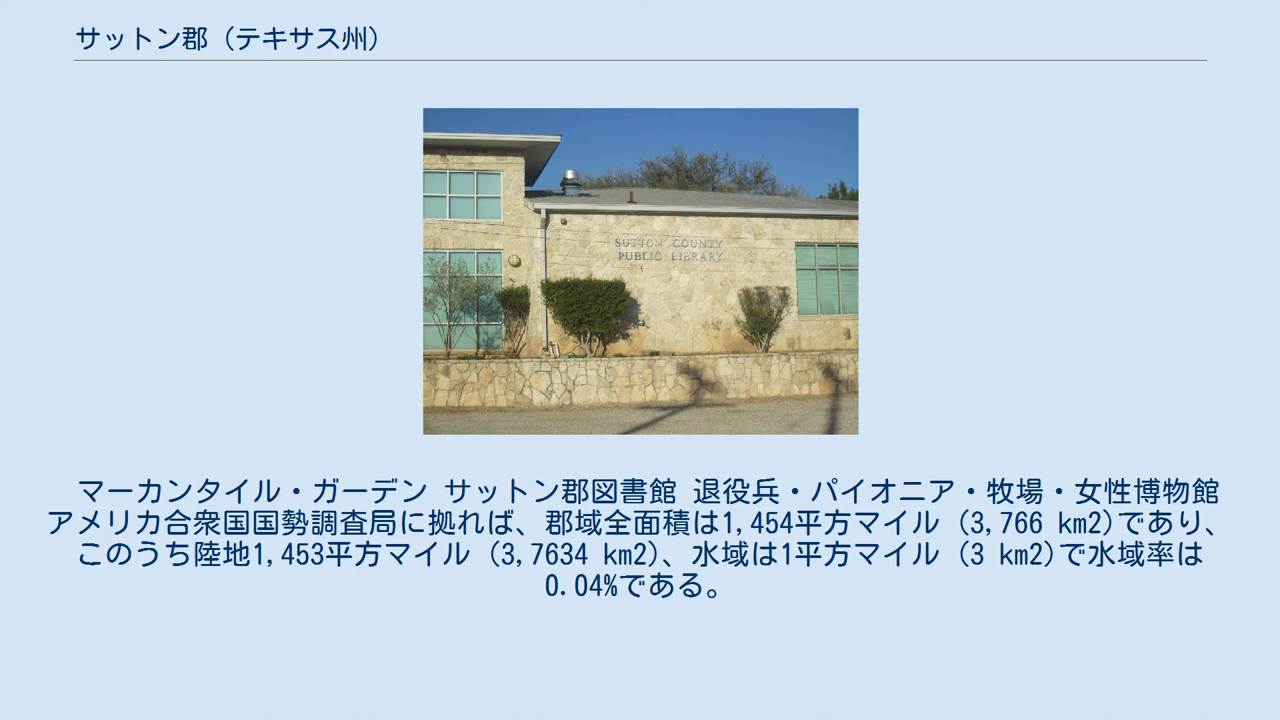 サットン郡（テキサス州）
SUTTON COUNTY
PUBLIC LIBRARY
マーカンタイル・ガーデン サットン郡図書館 退役兵・パイオニア・牧場・女性博物館
アメリカ合衆国国勢調査局に拠れば、郡域全面積は1,454平方マイル (3,766 km2)であり、
このうち陸地1,453平方マイル (3,7634 km2)、水域は1平方マイル (3 km2)で水域率は
0.04%である。